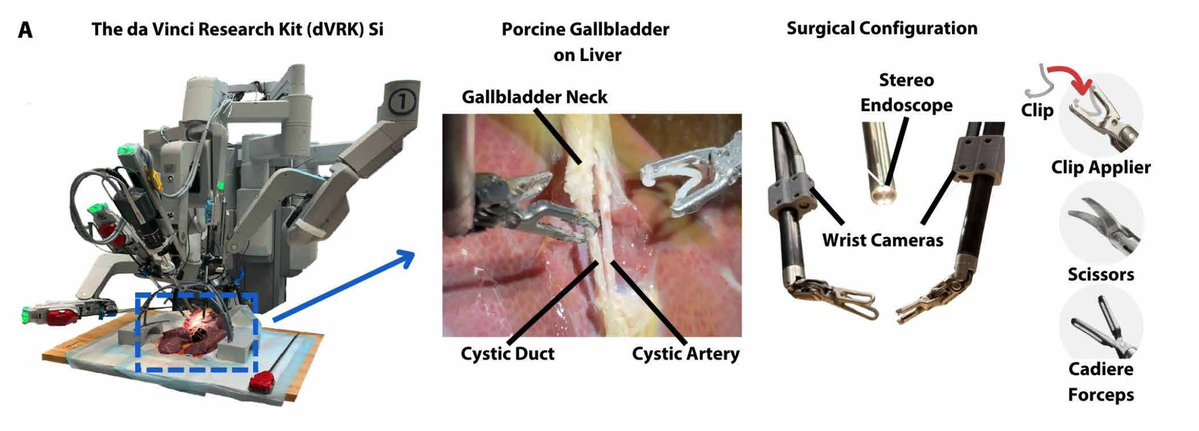 A
The da Vinci Research Kit (dVRK) Si
Porcine Gallbladder
on Liver
Surgical Configuration
Gallbladder Neck
Stereo
Endoscope
Clip
Clip Applier
Wrist Cameras
Scissors
Cystic Duct
Cystic Artery
Cadiere
Forceps
1